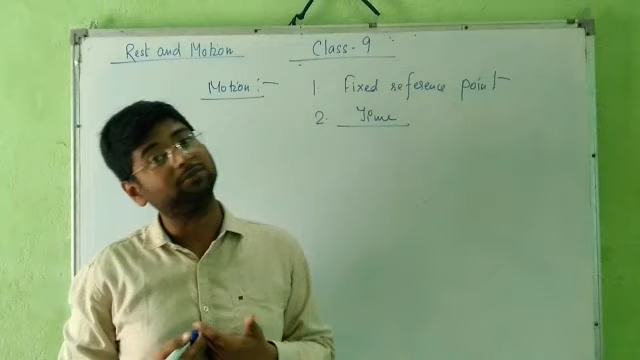 Rest and Motion Class-9
Motion:- 1 Fixed reference point
2. Time